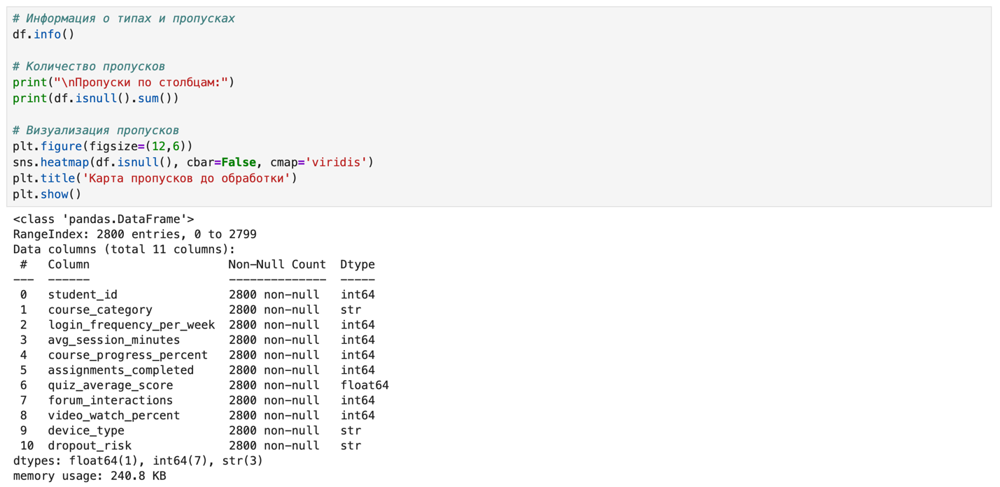 # Информация о типах и пропусках
df.info()
# Количество пропусков
print("\nПропуски по столбцам:")
print(df.isnull().sum())
# Визуализация пропусков
plt.figure(figsize=(12,6))
sns.heatmap(df.isnull(), cbar=False, cmap='viridis')
plt.title('Карта пропусков до обработки')
plt.show()
<class 'pandas.DataFrame'>
RangeIndex: 2800 entries, 0 to 2799
Data columns (total 11 columns):
 #   Column                    Non-Null Count  Dtype
---  ------                    --------------  -----
 0   student_id                2800 non-null   int64
 1   course_category           2800 non-null   str
 2   login_frequency_per_week  2800 non-null   int64
 3   avg_session_minutes       2800 non-null   int64
 4   course_progress_percent   2800 non-null   int64
 5   assignments_completed     2800 non-null   int64
 6   quiz_average_score        2800 non-null   float64
 7   forum_interactions        2800 non-null   int64
 8   video_watch_percent       2800 non-null   int64
 9   device_type               2800 non-null   str
 10  dropout_risk              2800 non-null   str
dtypes: float64(1), int64(7), str(3)
memory usage: 240.8 KB